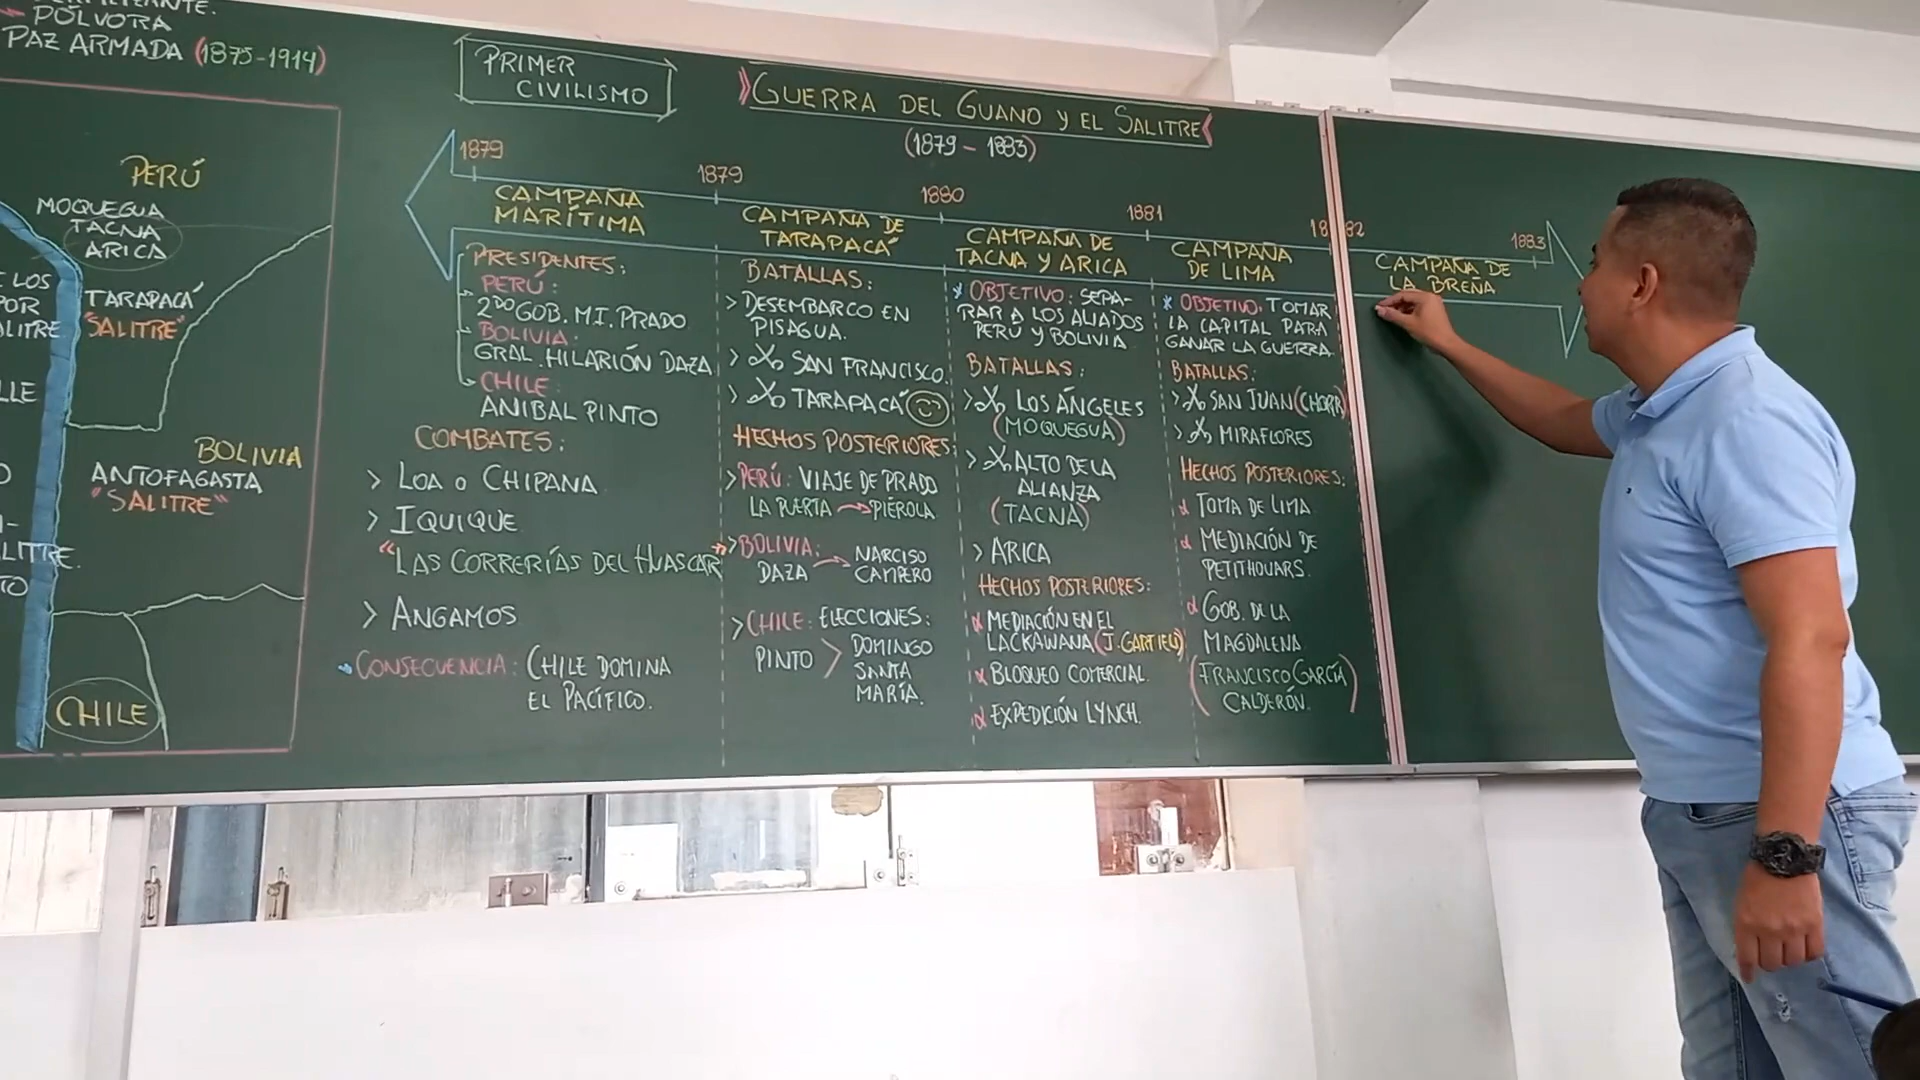 PÓLVORA
PAZ ARMADA (1875-1914)
PERÚ
MOQUEGUA
TACNA
ARICA
E LOS
POR
TARAPACÁ
"SALITRE"
BOLIVIA
ANTOFAGASTA
"SALITRE"
LITRE.
CHILE
PRIMER
CIVILISMO
GUERRA DEL GUANO Y EL SALITRE
(1879 - 1883)
1879
1879
1880
1881
1882
1883
CAMPAÑA
MARÍTIMA
PRESIDENTES:
PERÚ:
2DO GOB. M.I. PRADO
BOLIVIA:
GRAL. HILARIÓN DAZA
CHILE:
ANIBAL PINTO
COMBATES:
> LOA O CHIPANA
> IQUIQUE
"LAS CORRERÍAS DEL HUASCAR"
> ANGAMOS
CONSECUENCIA: CHILE DOMINA
EL PACÍFICO.
CAMPAÑA DE
TARAPACÁ
BATALLAS:
> DESEMBARCO EN
PISAGUA.
> SAN FRANCISCO.
> TARAPACÁ
HECHOS POSTERIORES:
> PERÚ: VIAJE DE PRADO
LA PUERTA → PIÉROLA
> BOLIVIA:
DAZA → NARCISO
CAMPERO
> CHILE: ELECCIONES:
PINTO > DOMINGO
SANTA
MARÍA.
CAMPAÑA DE
TACNA Y ARICA
* OBJETIVO: SEPA-
RAR A LOS ALIADOS
PERÚ Y BOLIVIA
BATALLAS:
> LOS ÁNGELES
(MOQUEGUA)
> ALTO DE LA
ALIANZA
(TACNA)
> ARICA
HECHOS POSTERIORES:
MEDIACIÓN EN EL
LACKAWANA (J. GARFIELD)
BLOQUEO COMERCIAL.
EXPEDICIÓN LYNCH.
CAMPAÑA
DE LIMA
* OBJETIVO: TOMAR
LA CAPITAL PARA
GANAR LA GUERRA.
BATALLAS:
> SAN JUAN (CHORR)
> MIRAFLORES
HECHOS POSTERIORES:
TOMA DE LIMA
MEDIACIÓN DE
PETITHOUARS.
GOB. DE LA
MAGDALENA
(FRANCISCO GARCÍA
CALDERÓN)
CAMPAÑA DE
LA BREÑA